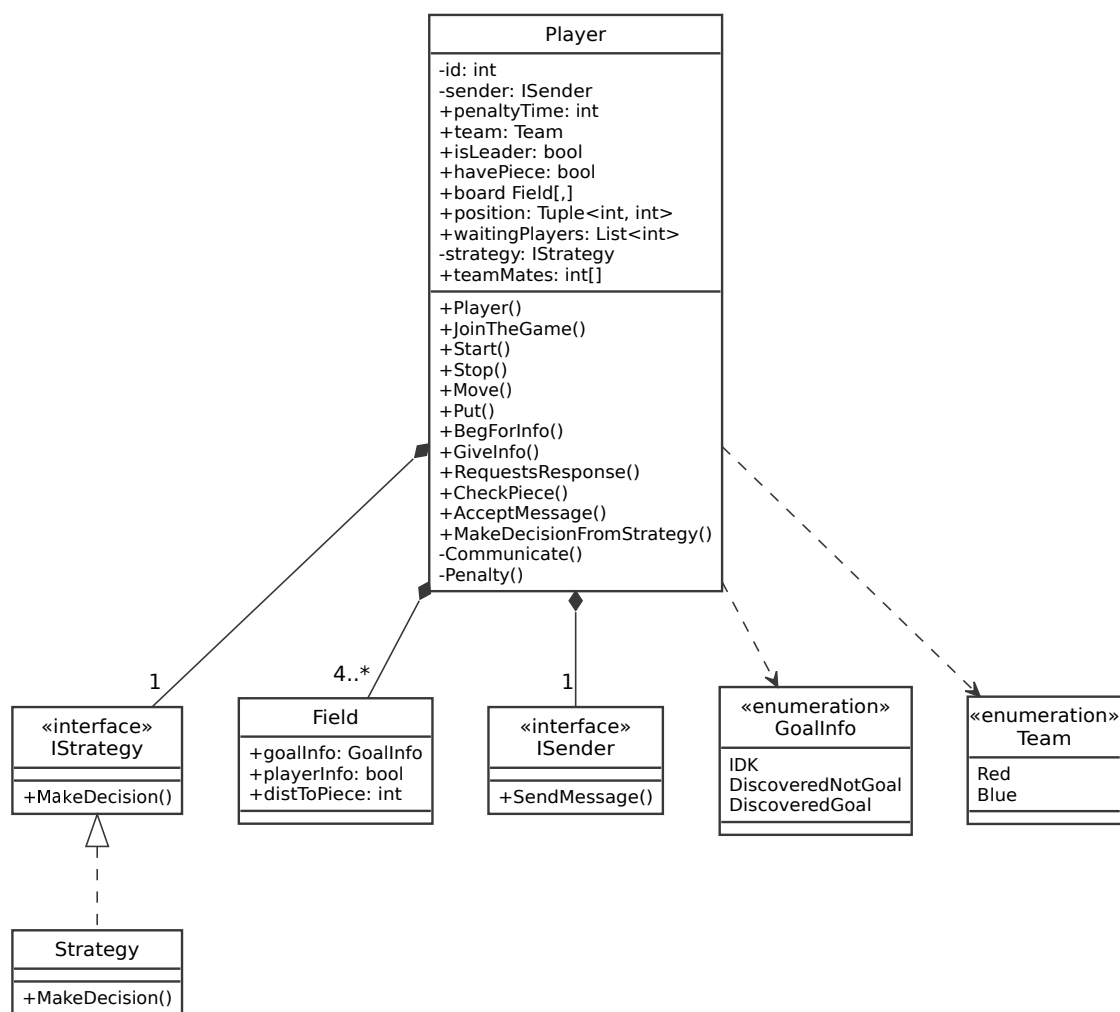 Player
-id: int
-sender: ISender
+penaltyTime: int
+team: Team
+isLeader: bool
+havePiece: bool
+board Field[,]
+position: Tuple<int, int>
+waitingPlayers: List<int>
-strategy: IStrategy
+teamMates: int[]
+Player()
+JoinTheGame()
+Start()
+Stop()
+Move()
+Put()
+BegForInfo()
+GiveInfo()
+RequestsResponse()
+CheckPiece()
+AcceptMessage()
+MakeDecisionFromStrategy()
-Communicate()
-Penalty()
1
4..*
1
«interface»
IStrategy
+MakeDecision()
Field
+goalInfo: GoalInfo
+playerInfo: bool
+distToPiece: int
«interface»
ISender
+SendMessage()
«enumeration»
GoalInfo
IDK
DiscoveredNotGoal
DiscoveredGoal
«enumeration»
Team
Red
Blue
Strategy
+MakeDecision()